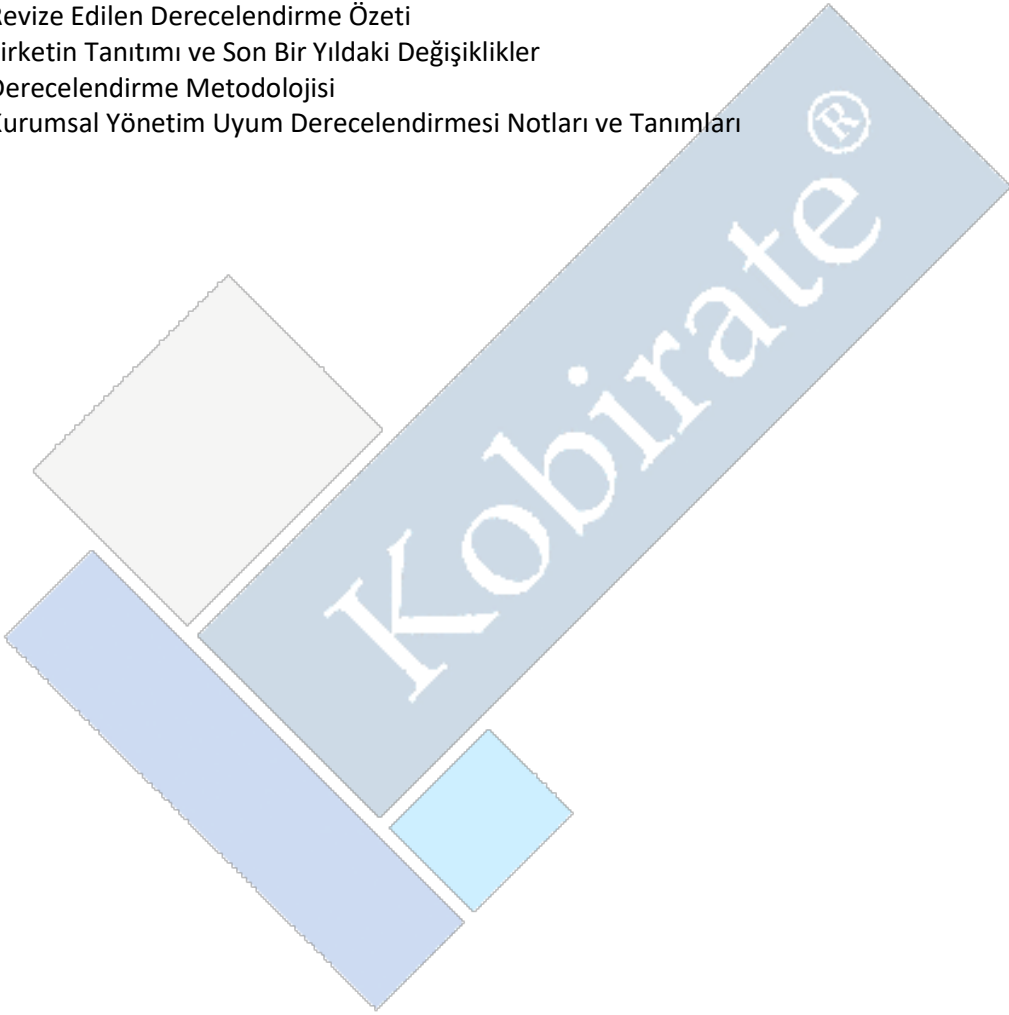 Revize Edilen Derecelendirme Özeti
irketin Tanıtımı ve Son Bir Yıldaki Değişiklikler
Derecelendirme Metodolojisi
Kurumsal Yönetim Uyum Derecelendirmesi Notları ve Tanımları
Kobirate ®